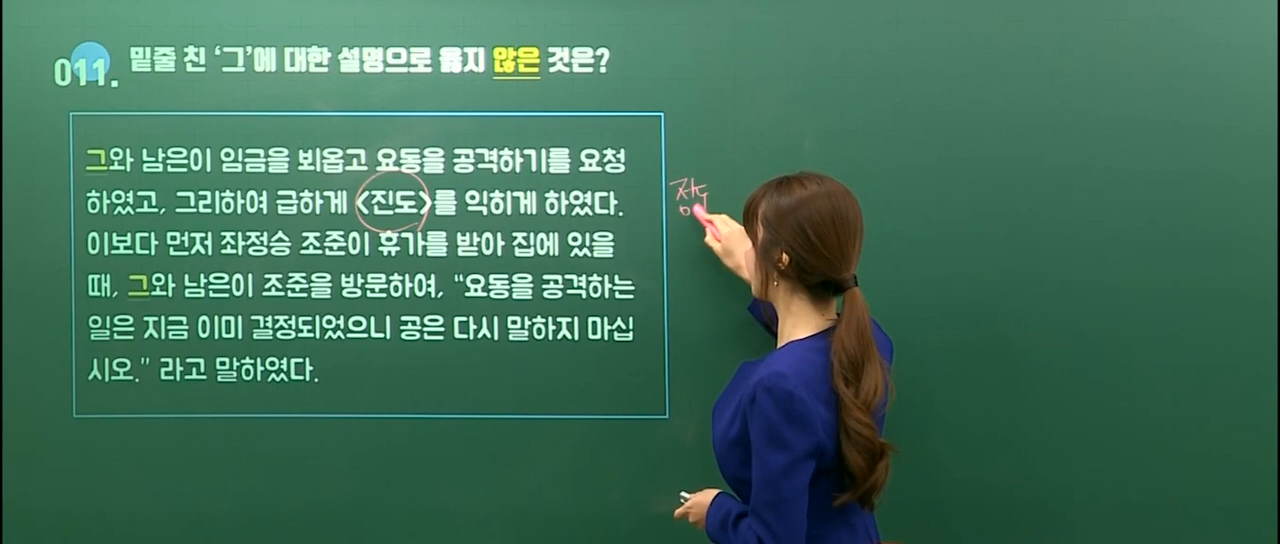 011. 밑줄 친 ‘그’에 대한 설명으로 옳지 않은 것은?
그와 남은이 임금을 뵈옵고 요동을 공격하기를 요청
하였고, 그리하여 급하게 <진도>를 익히게 하였다.
이보다 먼저 좌정승 조준이 휴가를 받아 집에 있을
때, 그와 남은이 조준을 방문하여, “요동을 공격하는
일은 지금 이미 결정되었으니 공은 다시 말하지 마십
시오.” 라고 말하였다.